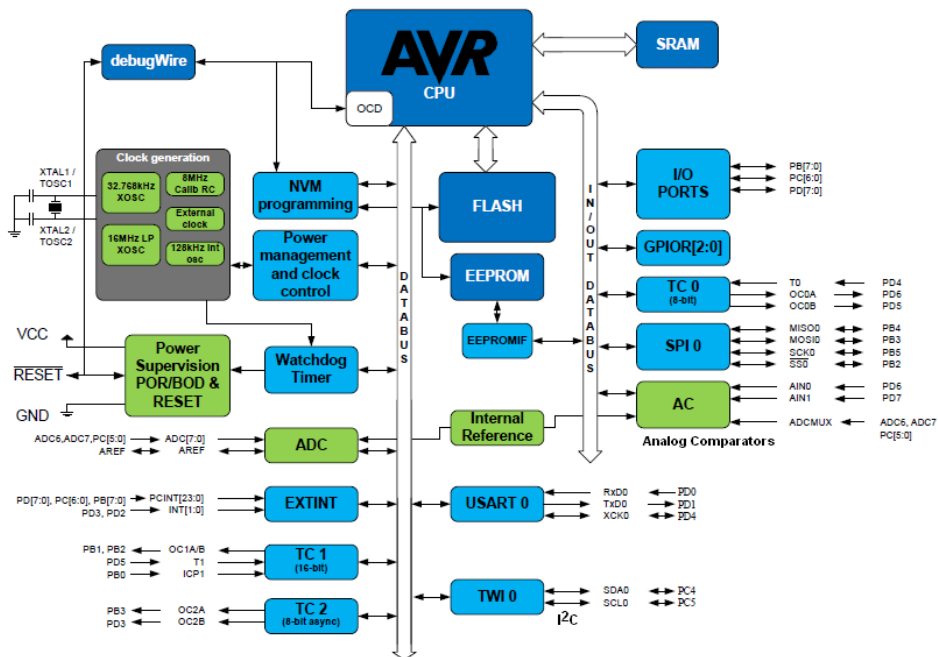 AVR
CPU
OCD
SRAM
debugWire
Clock generation
XTAL1 /
TOSC1
32.768kHz
XOSC
8MHz
Calib RC
External
clock
16MHz LP
XOSC
128kHz int
osc
XTAL2 /
TOSC2
NVM
programming
Power
management
and clock
control
FLASH
EEPROM
EEPROMIF
DATABUS
IN/OUT DATABUS
I/O
PORTS
PB[7:0]
PC[6:0]
PD[7:0]
GPIOR[2:0]
TC 0
(8-bit)
T0 PD4
OC0A PD6
OC0B PD5
SPI 0
MISO0 PB4
MOSI0 PB3
SCK0 PB5
SS0 PB2
AC
AIN0 PD6
AIN1 PD7
ADCMUX ADC6, ADC7
PC[5:0]
Analog Comparators
VCC
RESET
GND
Power
Supervision
POR/BOD &
RESET
Watchdog
Timer
Internal
Reference
ADC6,ADC7,PC[5:0] ADC[7:0]
AREF AREF
ADC
PD[7:0], PC[6:0], PB[7:0] PCINT[23:0]
PD3, PD2 INT[1:0]
EXTINT
USART 0
RxD0 PD0
TxD0 PD1
XCK0 PD4
PB1, PB2 OC1A/B
PD5 T1
PB0 ICP1
TC 1
(16-bit)
PB3 OC2A
PD3 OC2B
TC 2
(8-bit async)
TWI 0
SDA0 PC4
SCL0 PC5
I²C